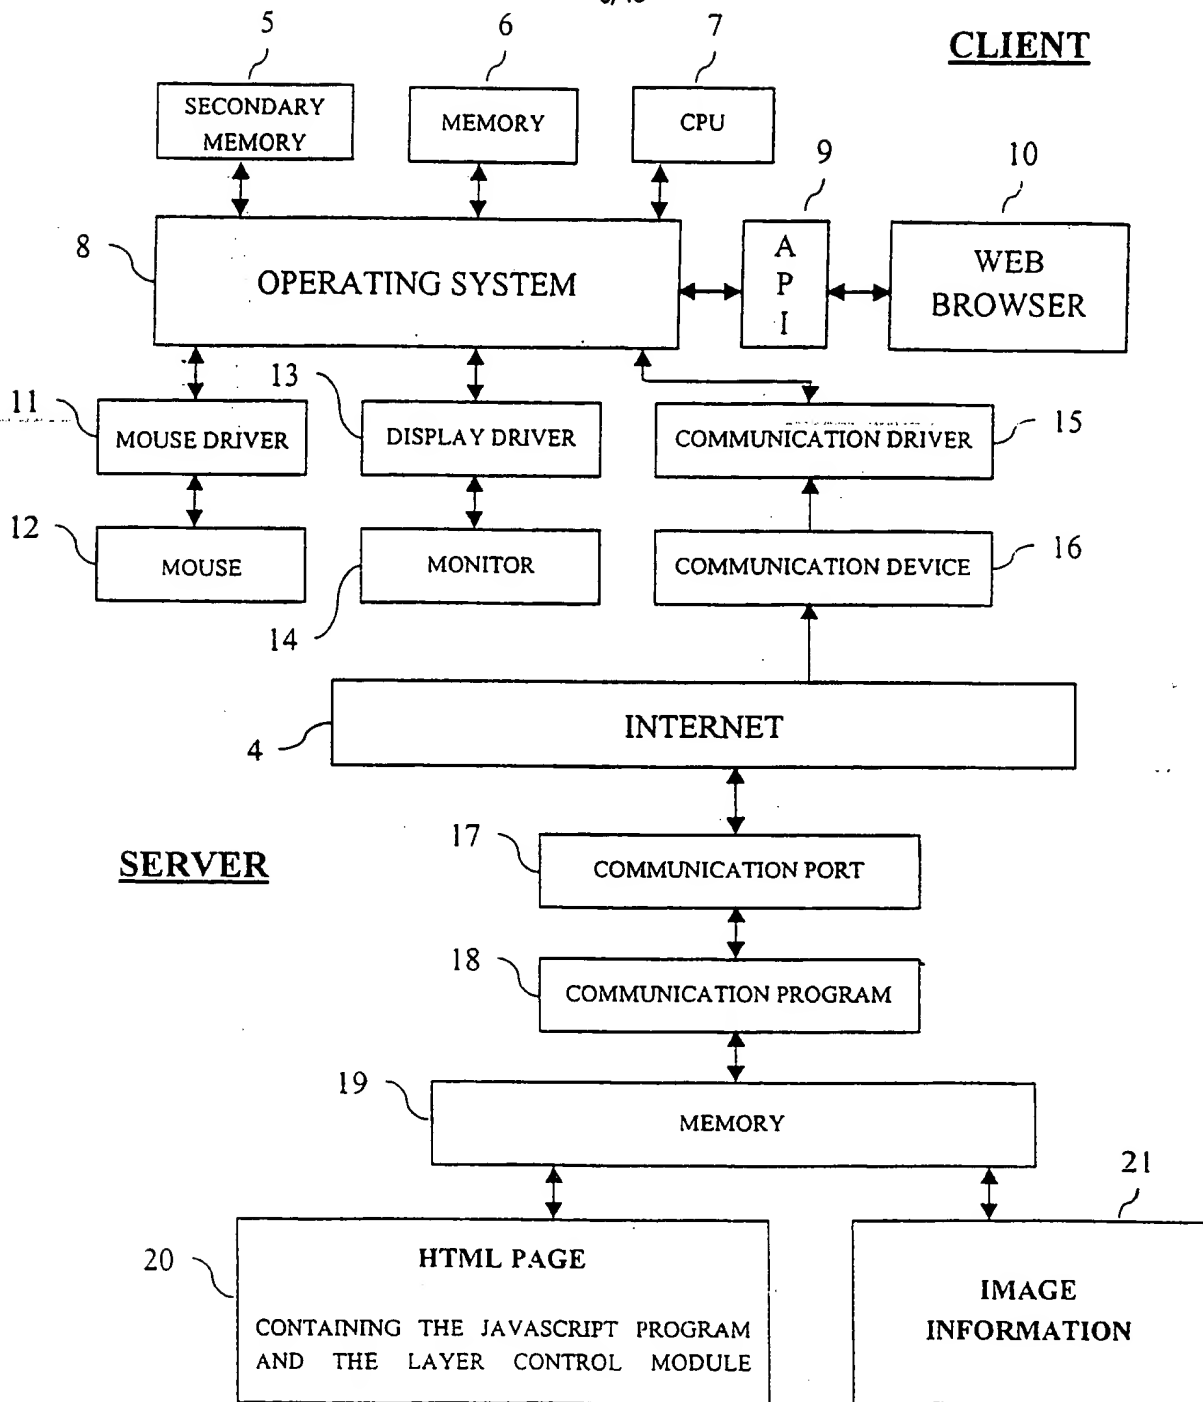 5
6
7
CLIENT
SECONDARY
MEMORY
MEMORY
CPU
9
10
8
OPERATING SYSTEM
A
P
I
WEB
BROWSER
11
13
MOUSE DRIVER
DISPLAY DRIVER
COMMUNICATION DRIVER
15
12
MOUSE
MONITOR
14
COMMUNICATION DEVICE
16
4
INTERNET
SERVER
17
COMMUNICATION PORT
18
COMMUNICATION PROGRAM
19
MEMORY
20
HTML PAGE
CONTAINING THE JAVASCRIPT PROGRAM
AND THE LAYER CONTROL MODULE
21
IMAGE
INFORMATION